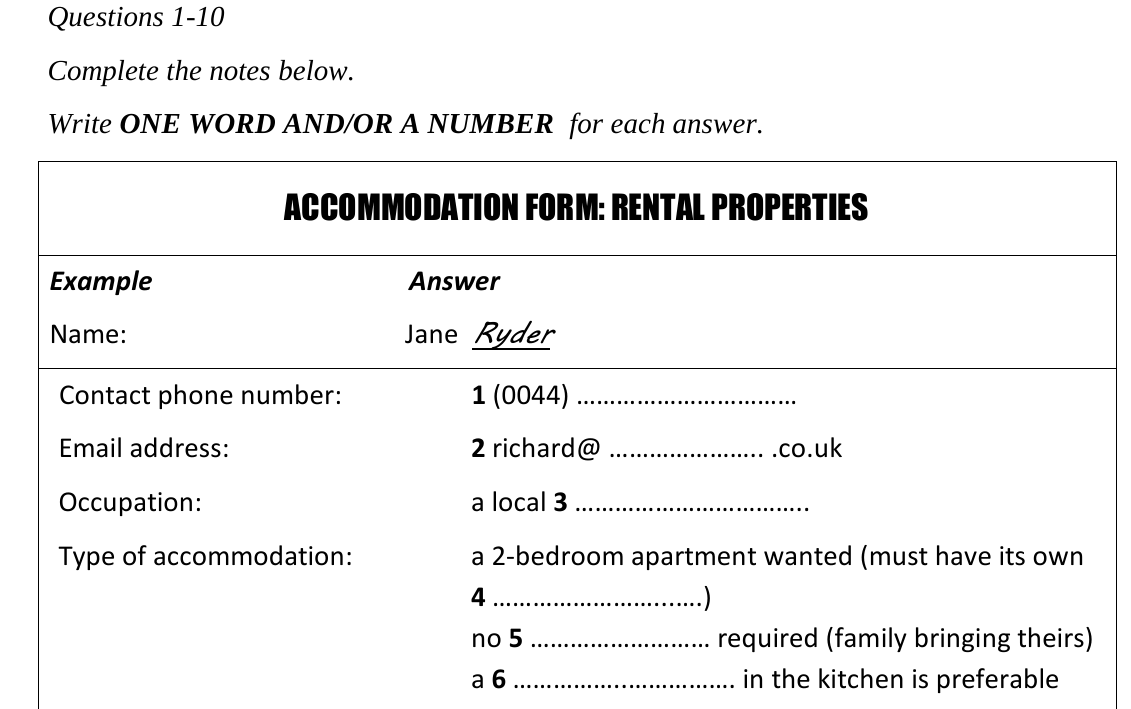 Questions 1-10
Complete the notes below.
Write ONE WORD AND/OR A NUMBER for each answer.
ACCOMMODATION FORM: RENTAL PROPERTIES
Example Answer
Name: Jane Ryder
Contact phone number: 1 (0044) ……………………………
Email address: 2 richard@ ………………….. .co.uk
Occupation: a local 3 ……………………………..
Type of accommodation: a 2-bedroom apartment wanted (must have its own
4 ……………………..……)
no 5 ……………………… required (family bringing theirs)
a 6 ……………..……………. in the kitchen is preferable